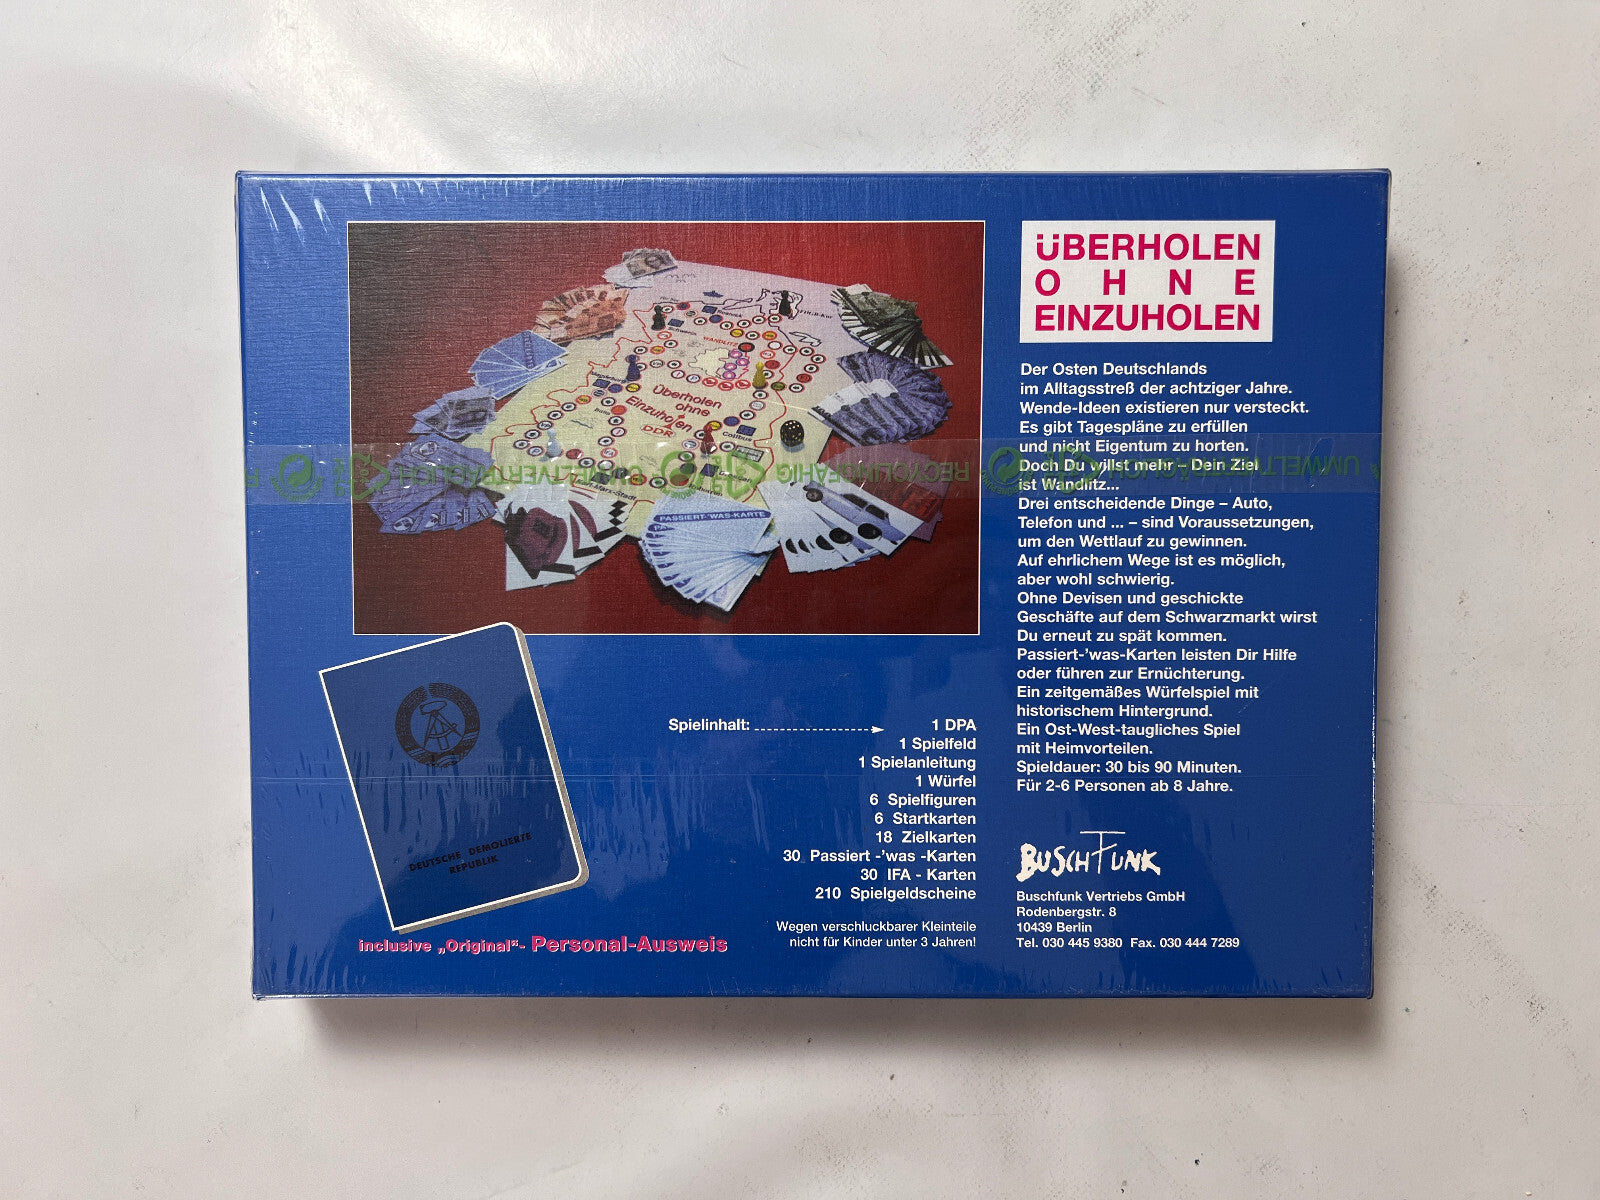 ÜBERHOLEN
OHNE
EINZUHOLEN
Der Osten Deutschlands
im Alltagsstreß der achtziger Jahre.
Wende-Ideen existieren nur versteckt.
Es gibt Tagespläne zu erfüllen
und nicht Eigentum zu horten.
Doch Du willst mehr – Dein Ziel
ist Wandlitz...
Drei entscheidende Dinge – Auto,
Telefon und ... – sind Voraussetzungen,
um den Wettlauf zu gewinnen.
Auf ehrlichem Wege ist es möglich,
aber wohl schwierig.
Ohne Devisen und geschickte
Geschäfte auf dem Schwarzmarkt wirst
Du erneut zu spät kommen.
Passiert-'was-Karten leisten Dir Hilfe
oder führen zur Ernüchterung.
Ein zeitgemäßes Würfelspiel mit
historischem Hintergrund.
Ein Ost-West-taugliches Spiel
mit Heimvorteilen.
Spieldauer: 30 bis 90 Minuten.
Für 2-6 Personen ab 8 Jahre.
BUSCHFUNK
Buschfunk Vertriebs GmbH
Rodenbergstr. 8
10439 Berlin
Tel. 030 445 9380 Fax. 030 444 7289
WANDLITZ
Überholen
ohne
Einzuholen
DDR
Cottbus
PASSIERT-'WAS-KARTE
UMWELTVERTRÄGLICH
RECYCLINGFÄHIG
UMWELTVERTRÄGLICH
DEUTSCHE DEMOLIERTE
REPUBLIK
inclusive „Original“- Personal-Ausweis
Spielinhalt: 1 DPA
1 Spielfeld
1 Spielanleitung
1 Würfel
6 Spielfiguren
6 Startkarten
18 Zielkarten
30 Passiert -'was -Karten
30 IFA - Karten
210 Spielgeldscheine
Wegen verschluckbarer Kleinteile
nicht für Kinder unter 3 Jahren!